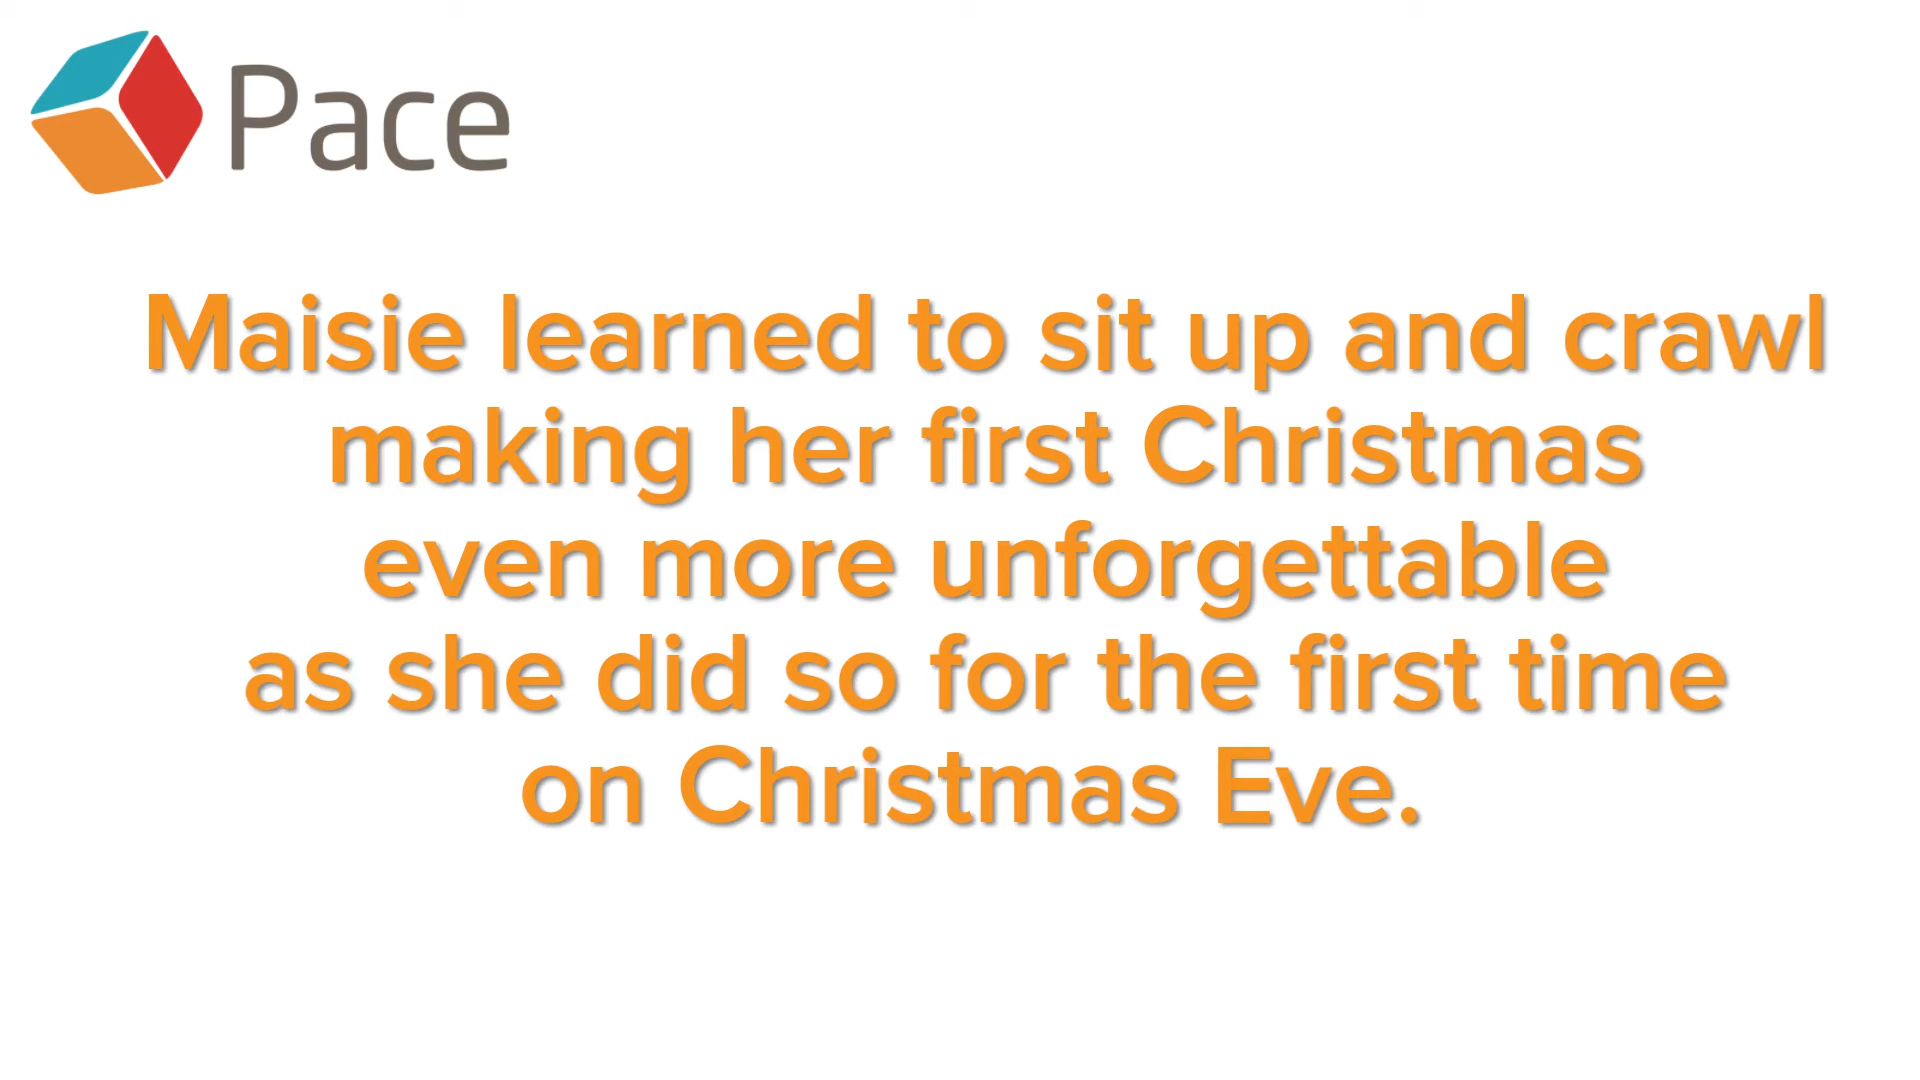 Pace
Maisie learned to sit up and crawl
making her first Christmas
even more unforgettable
as she did so for the first time
on Christmas Eve.